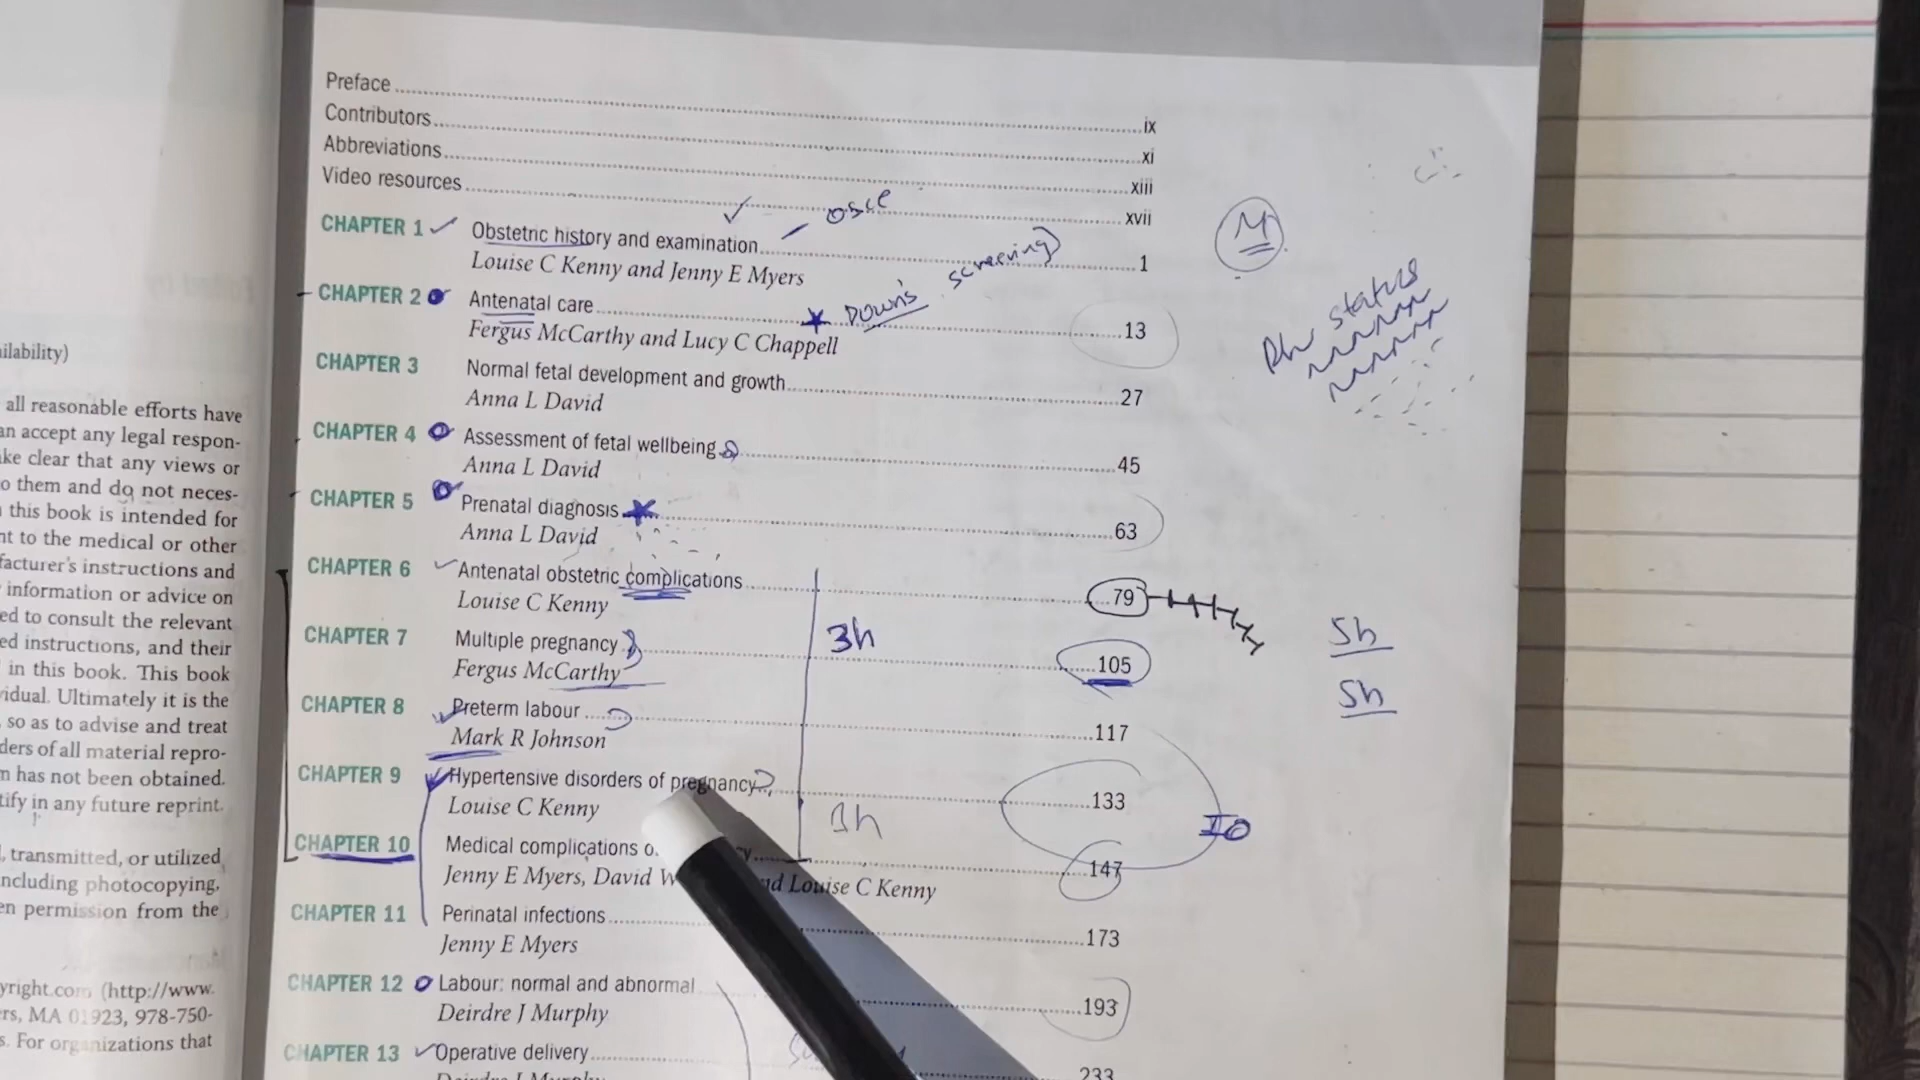 Preface ix
Contributors xi
Abbreviations xiii
Video resources xvii
osce
CHAPTER 1 Obstetric history and examination 1
Louise C Kenny and Jenny E Myers
Down's screening)
CHAPTER 2 Antenatal care 13
Fergus McCarthy and Lucy C Chappell
M
Rh status
CHAPTER 3 Normal fetal development and growth 27
Anna L David
CHAPTER 4 Assessment of fetal wellbeing 45
Anna L David
CHAPTER 5 Prenatal diagnosis 63
Anna L David
CHAPTER 6 Antenatal obstetric complications 79
Louise C Kenny
CHAPTER 7 Multiple pregnancy 105
Fergus McCarthy
3h
5h
5h
CHAPTER 8 Preterm labour 117
Mark R Johnson
CHAPTER 9 Hypertensive disorders of pregnancy 133
Louise C Kenny
1h
CHAPTER 10 Medical complications 147
Jenny E Myers, David Louise C Kenny
CHAPTER 11 Perinatal infections 173
Jenny E Myers
CHAPTER 12 Labour: normal and abnormal 193
Deirdre J Murphy
CHAPTER 13 Operative delivery 233
ilability)
all reasonable efforts have
an accept any legal respon-
ake clear that any views or
o them and do not neces-
this book is intended for
nt to the medical or other
facturer's instructions and
information or advice on
ed to consult the relevant
ed instructions, and their
in this book. This book
vidual. Ultimately it is the
so as to advise and treat
ders of all material repro-
n has not been obtained.
tify in any future reprint.
, transmitted, or utilized
ncluding photocopying,
en permission from the
yright.com (http://www.
ers, MA 01923, 978-750-
s. For organizations that